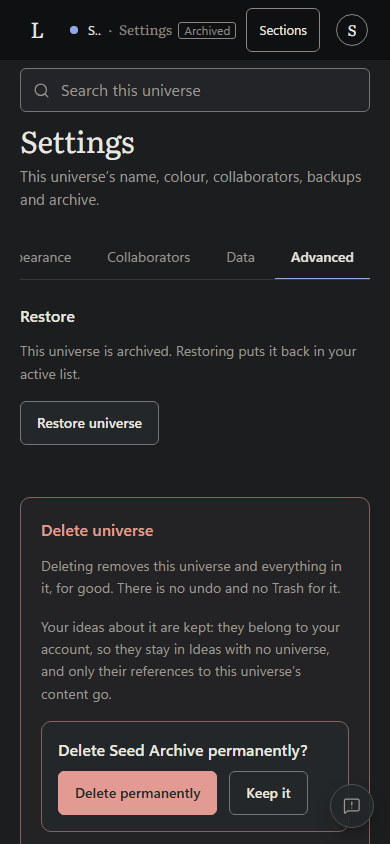 L
S.. · Settings Archived
Sections
S
Search this universe
Settings
This universe's name, colour, collaborators, backups
and archive.
pearance Collaborators Data Advanced
Restore
This universe is archived. Restoring puts it back in your
active list.
Restore universe
Delete universe
Deleting removes this universe and everything in
it, for good. There is no undo and no Trash for it.
Your ideas about it are kept: they belong to your
account, so they stay in Ideas with no universe,
and only their references to this universe's
content go.
Delete Seed Archive permanently?
Delete permanently Keep it